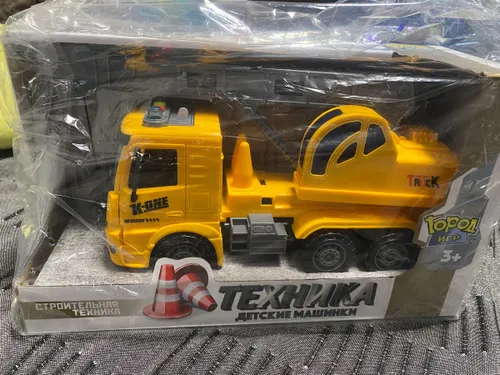 K-ONE
TRUCK
ГОРОД
ИГР
3+
СТРОИТЕЛЬНАЯ
ТЕХНИКА
ТЕХНИКА
ДЕТСКИЕ МАШИНКИ